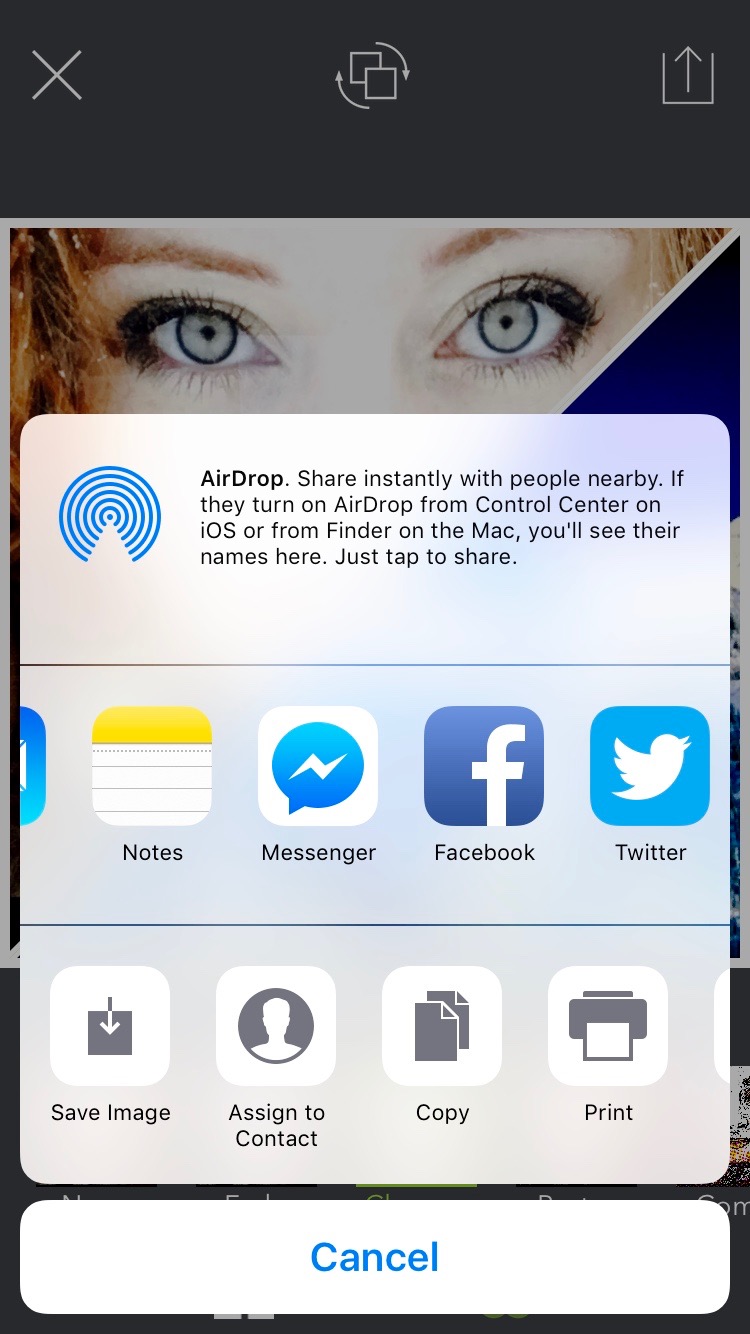 AirDrop. Share instantly with people nearby. If
they turn on AirDrop from Control Center on
iOS or from Finder on the Mac, you'll see their
names here. Just tap to share.
Notes
Messenger
Facebook
Twitter
Save Image
Assign to
Contact
Copy
Print
Cancel